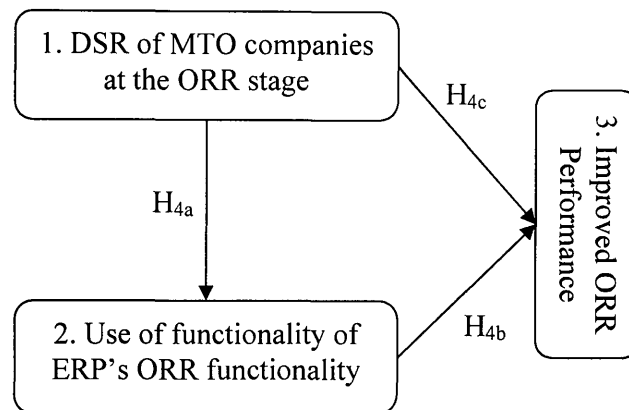 1. DSR of MTO companies
at the ORR stage
H4c
H4a
3. Improved ORR
Performance
2. Use of functionality of
ERP's ORR functionality
H4b